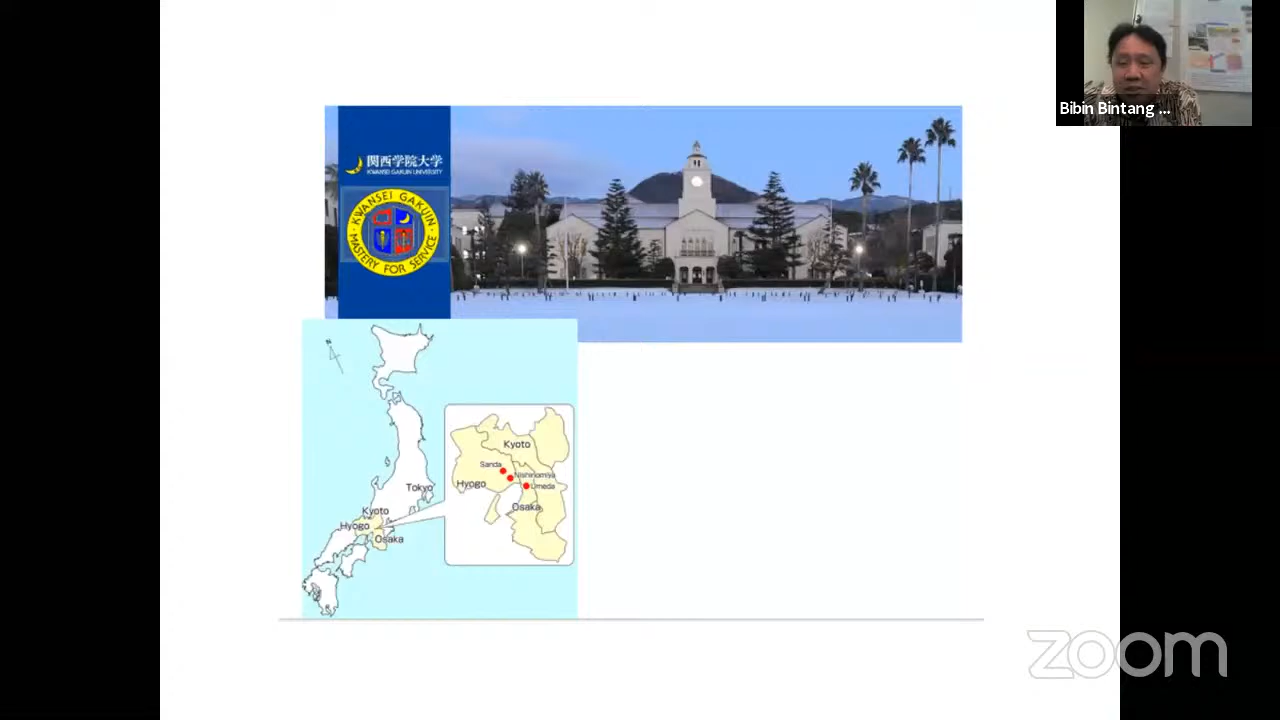 関西学院大学
KWANSEI GAKUIN UNIVERSITY
KWANSEI GAKUIN
MASTERY FOR SERVICE
Bibin Bintang ...
N
Tokyo
Kyoto
Hyogo
Osaka
Kyoto
Sanda
Nishinomiya
Hyogo
Umeda
Osaka
zoom